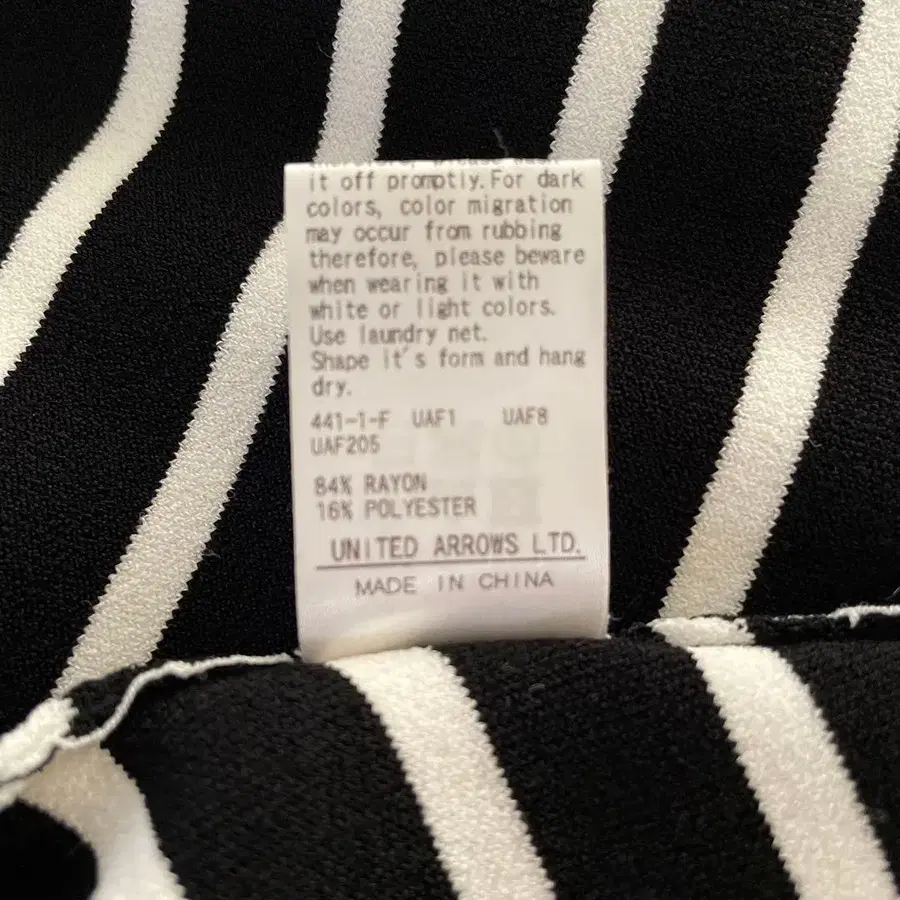 please wash
it off promptly. For dark
colors, color migration
may occur from rubbing
therefore, please beware
when wearing it with
white or light colors.
Use laundry net.
Shape it's form and hang
dry.
441-1-F UAF1 UAF8
UAF205
84% RAYON
16% POLYESTER
UNITED ARROWS LTD.
MADE IN CHINA